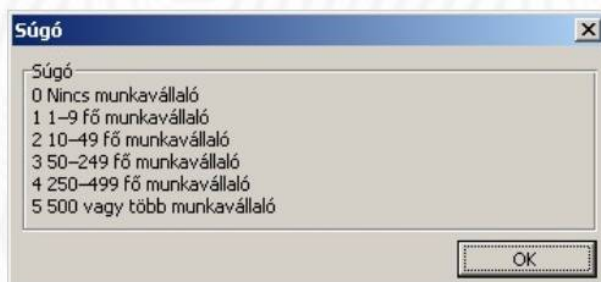 Súgó
Súgó
0 Nincs munkavállaló
1 1–9 fő munkavállaló
2 10–49 fő munkavállaló
3 50–249 fő munkavállaló
4 250–499 fő munkavállaló
5 500 vagy több munkavállaló
OK